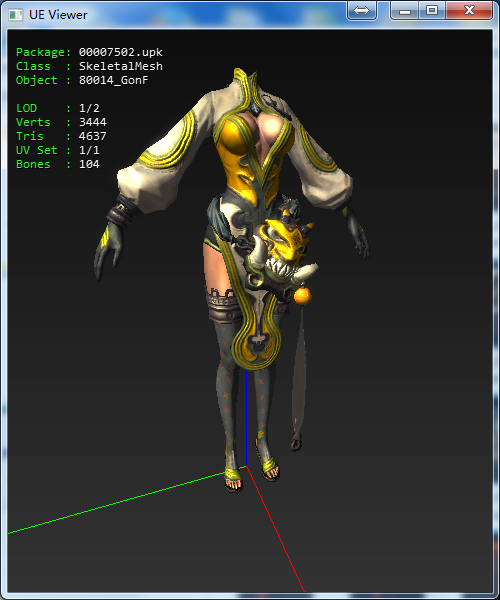 UE Viewer
Package: 00007502.upk
Class  : SkeletalMesh
Object : 80014_GonF
LOD    : 1/2
Verts  : 3444
Tris   : 4637
UV Set : 1/1
Bones  : 104